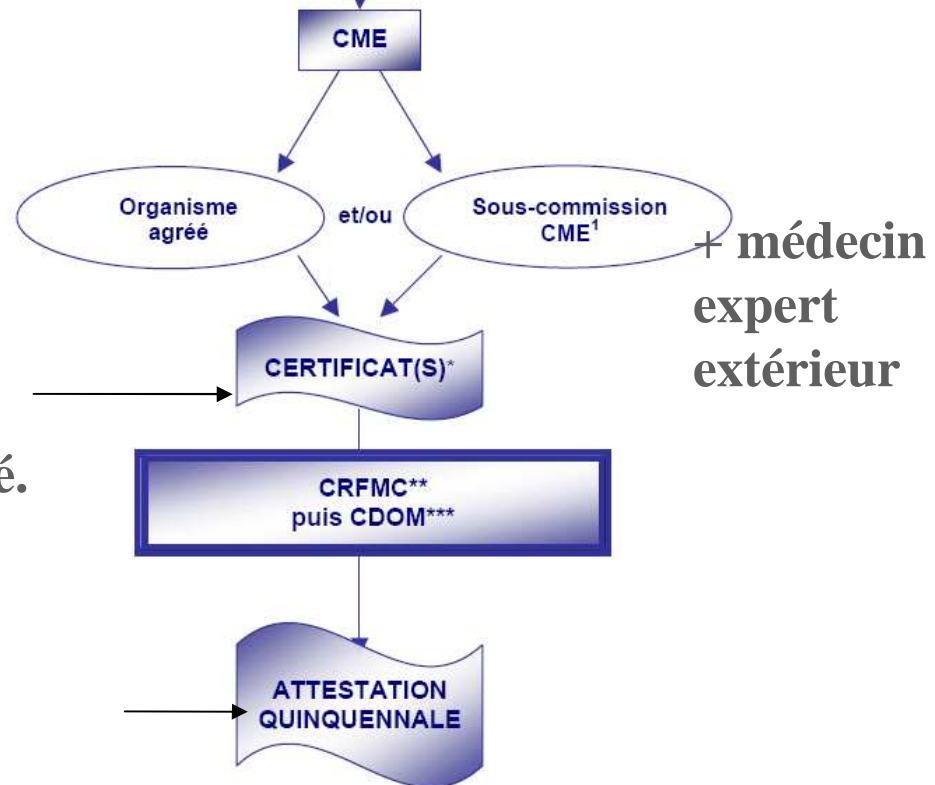 CME
Organisme
agréé
et/ou
Sous-commission
CME¹
+ médecin
expert
extérieur
CERTIFICAT(S)*
é.
CRFMC**
puis CDOM***
ATTESTATION
QUINQUENNALE